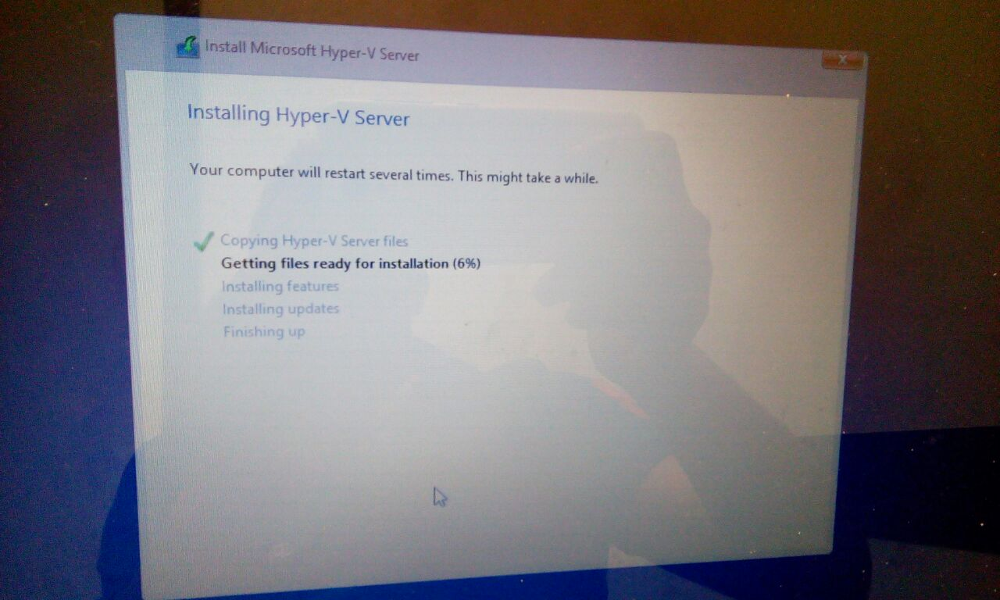 Install Microsoft Hyper-V Server
Installing Hyper-V Server
Your computer will restart several times. This might take a while.
Copying Hyper-V Server files
Getting files ready for installation (6%)
Installing features
Installing updates
Finishing up